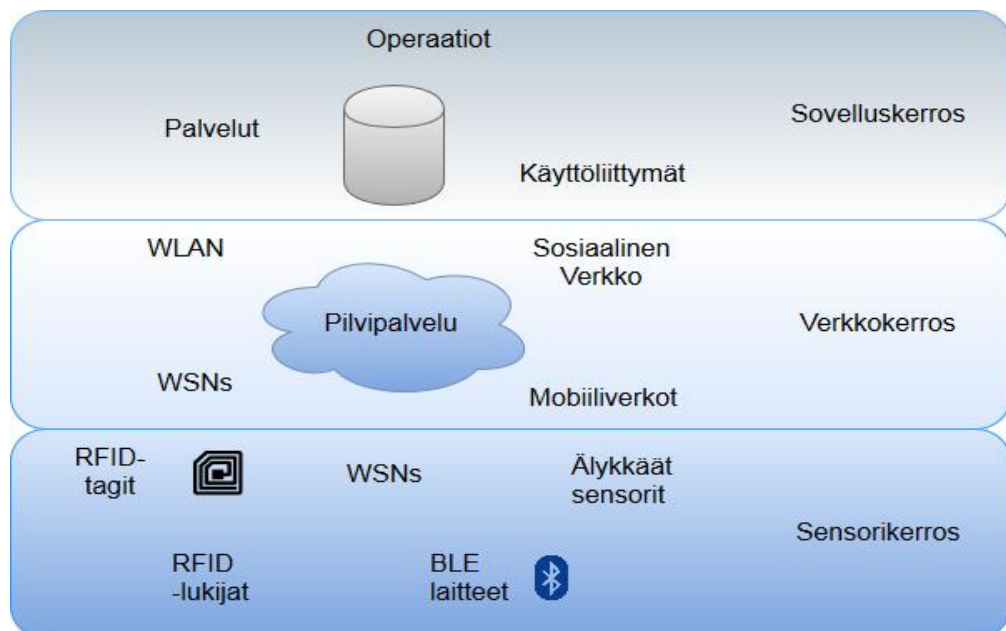 Operaatiot
Palvelut
Käyttöliittymät
Sovelluskerros
WLAN
Sosiaalinen
Verkko
Pilvipalvelu
Verkkokerros
WSNs
Mobiiliverkot
RFID-
tagit
WSNs
Älykkäät
sensorit
Sensorikerros
RFID
-lukijat
BLE
laitteet